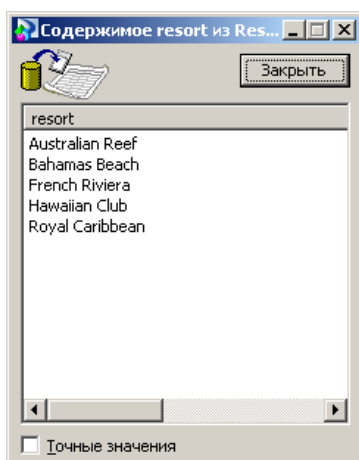 Содержимое resort из Res...
Закрыть
resort
Australian Reef
Bahamas Beach
French Riviera
Hawaiian Club
Royal Caribbean
Точные значения